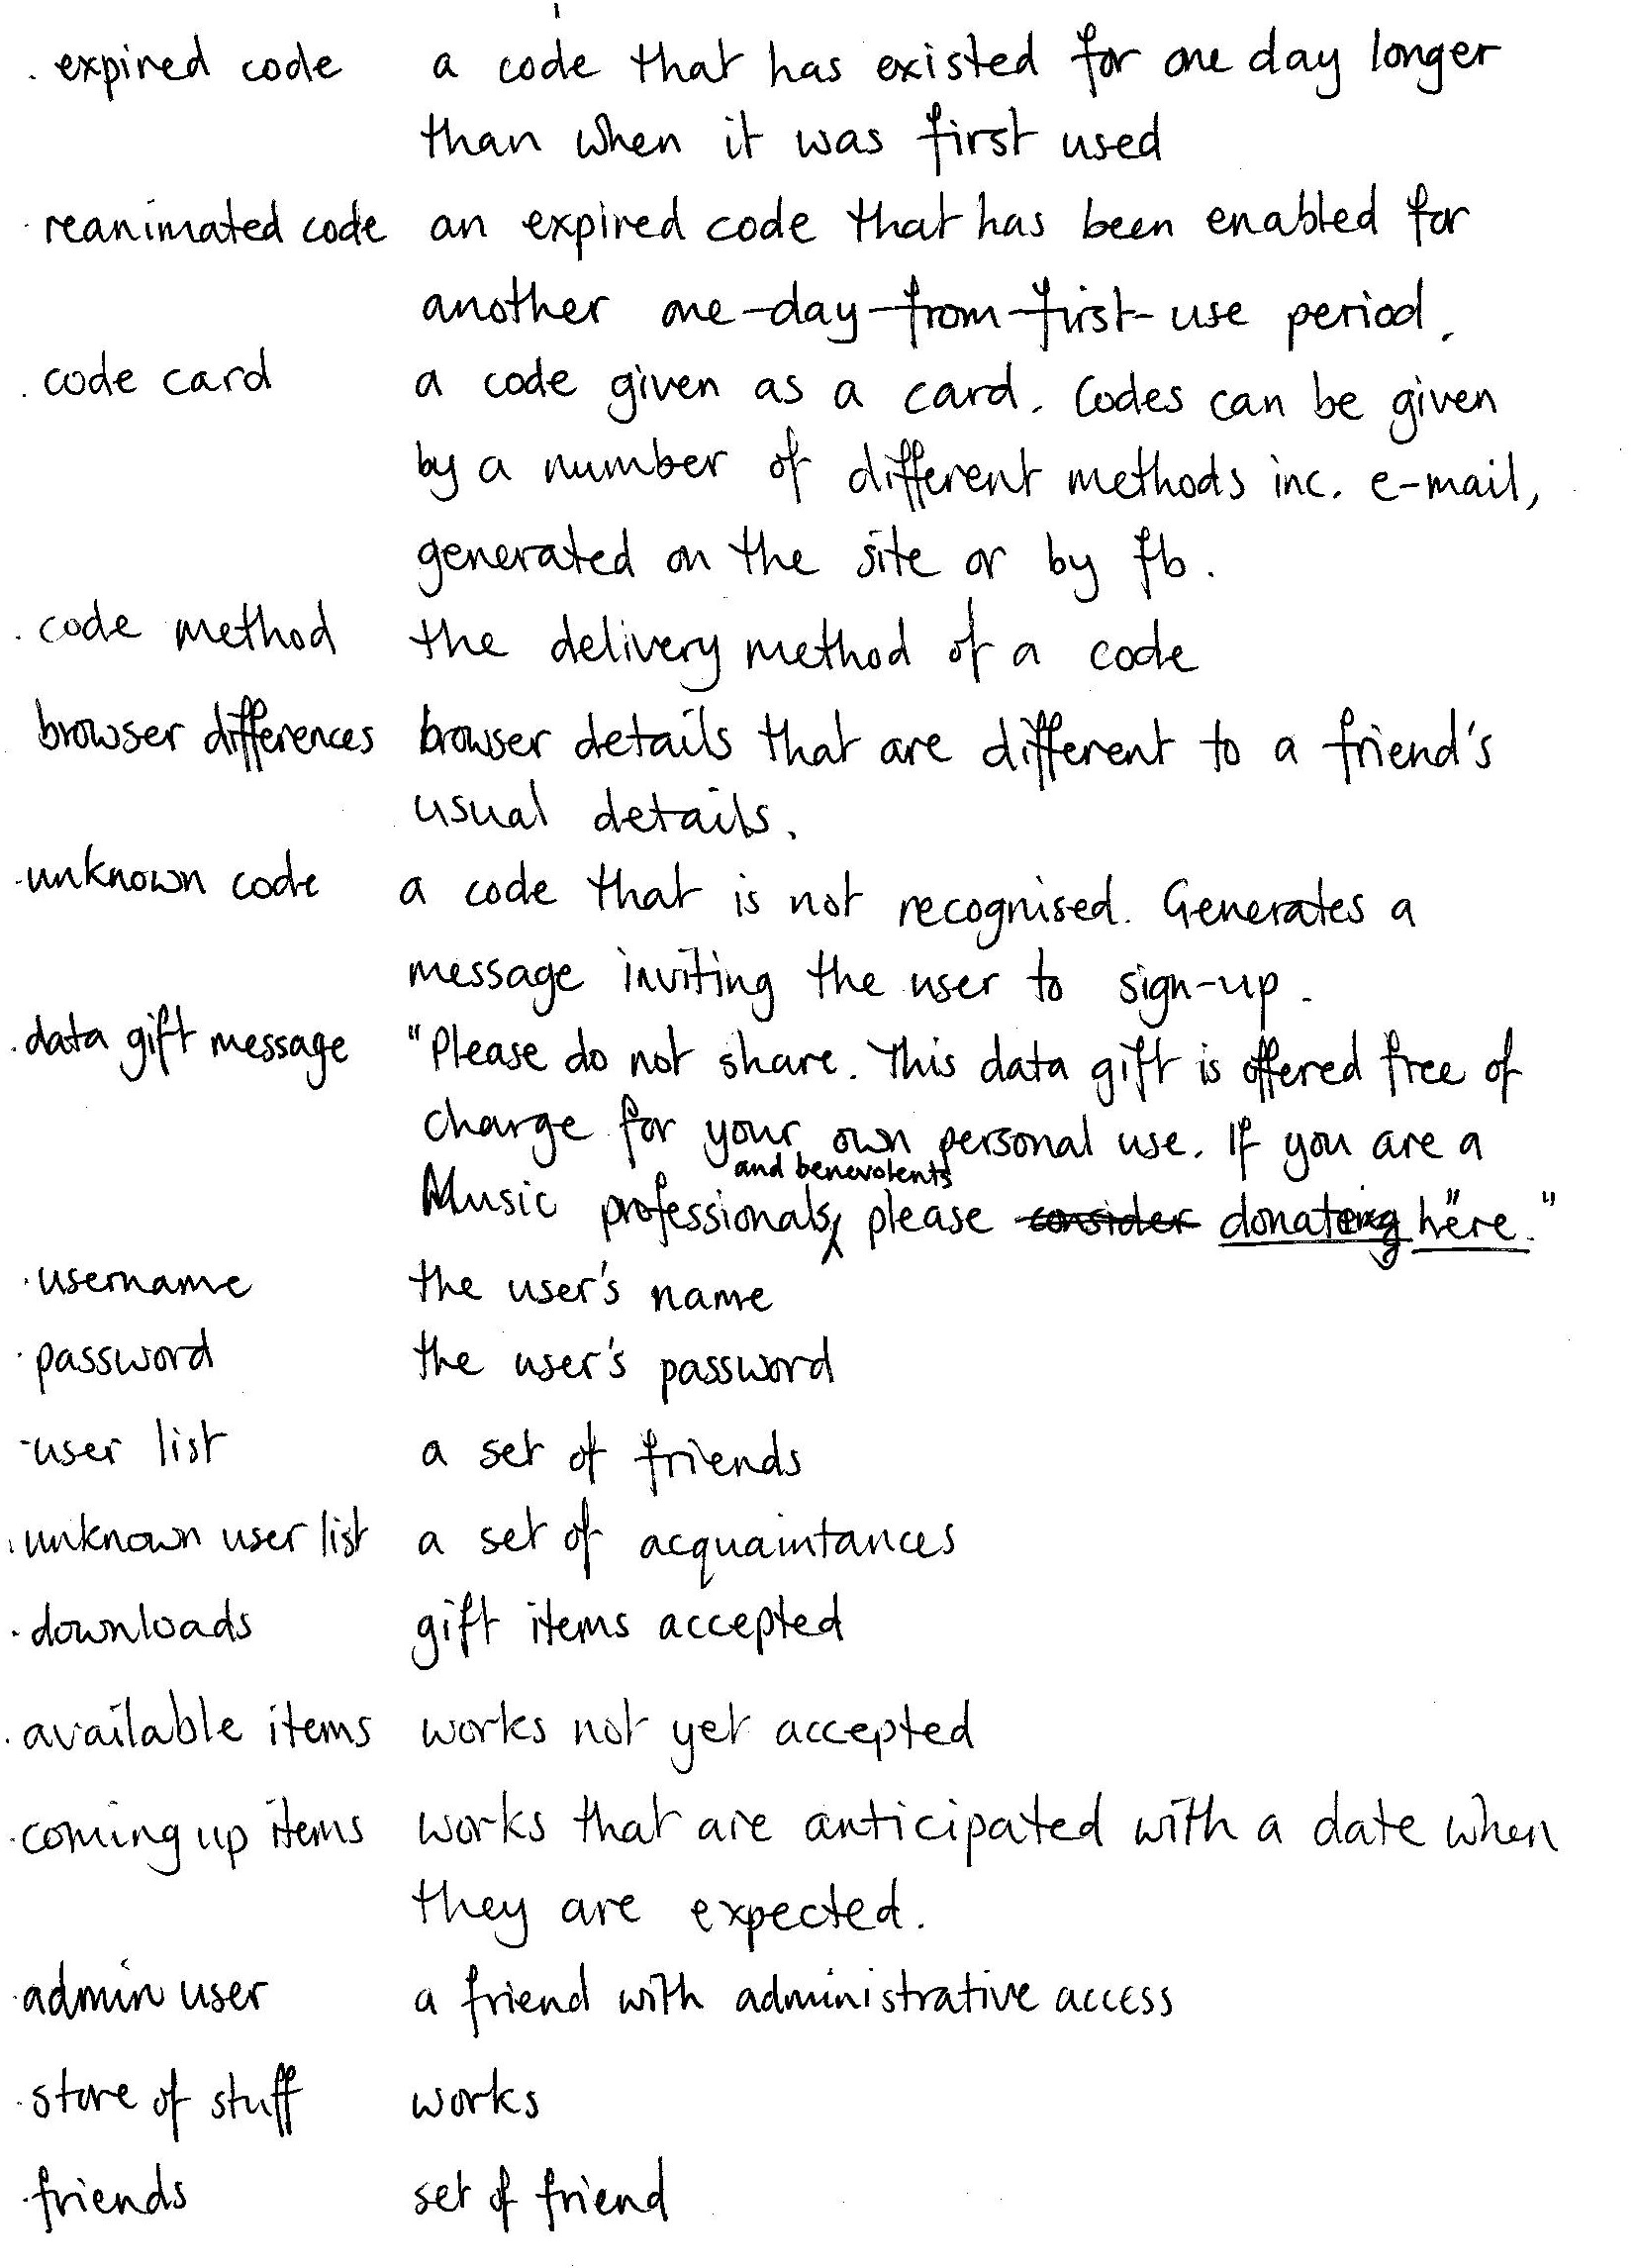 . expired code a code that has existed for one day longer
than when it was first used
. reanimated code an expired code that has been enabled for
another one-day-from-first-use period.
. code card a code given as a card. Codes can be given
by a number of different methods inc. e-mail,
generated on the site or by fb.
. code method the delivery method of a code
. browser differences browser details that are different to a friend's
usual details.
. unknown code a code that is not recognised. Generates a
message inviting the user to sign-up.
. data gift message "Please do not share. This data gift is offered free of
charge for your own personal use. If you are a
and benevolents
Music professionals, please consider donating here."
. username the user's name
. password the user's password
. user list a set of friends
. unknown user list a set of acquaintances
. downloads gift items accepted
. available items works not yet accepted
. coming up items works that are anticipated with a date when
they are expected.
. admin user a friend with administrative access
. store of stuff works
. friends set of friend